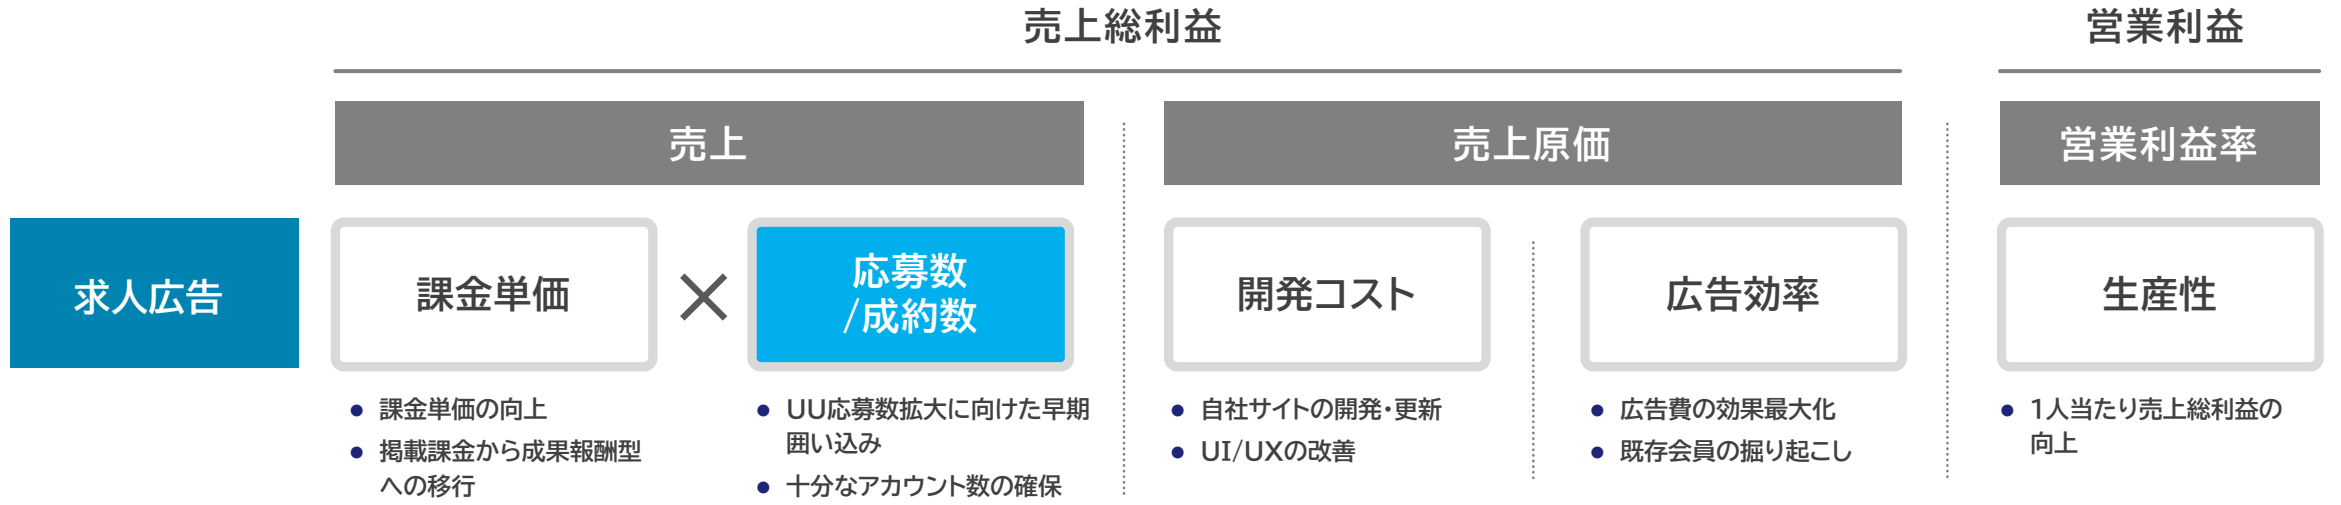 売上総利益
営業利益
売上
売上原価
営業利益率
求人広告
課金単価
×
応募数
/成約数
開発コスト
広告効率
生産性
● 課金単価の向上
● 掲載課金から成果報酬型
への移行
● UU応募数拡大に向けた早期
囲い込み
● 十分なアカウント数の確保
● 自社サイトの開発・更新
● UI/UXの改善
● 広告費の効果最大化
● 既存会員の掘り起こし
● 1人当たり売上総利益の
向上